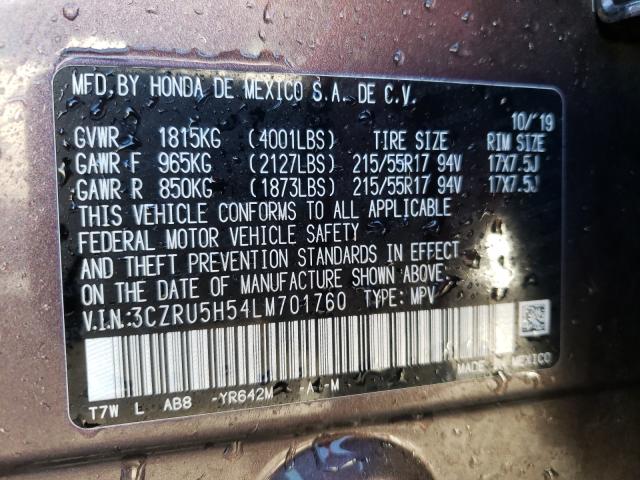 MFD. BY HONDA DE MEXICO S.A. DE C.V.
10/'19
GVWR 1815KG (4001LBS) TIRE SIZE RIM SIZE
GAWR F 965KG (2127LBS) 215/55R17 94V 17X7.5J
GAWR R 850KG (1873LBS) 215/55R17 94V 17X7.5J
THIS VEHICLE CONFORMS TO ALL APPLICABLE
FEDERAL MOTOR VEHICLE SAFETY
AND THEFT PREVENTION STANDARDS IN EFFECT
ON THE DATE OF MANUFACTURE SHOWN ABOVE.
V.I.N.:3CZRU5H54LM701760 TYPE: MPV
MADE IN MEXICO
T7W L AB8 -YR642M -A -M